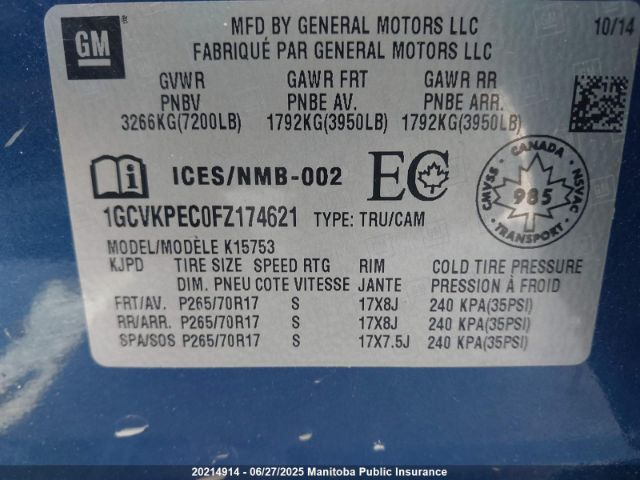 GM
MFD BY GENERAL MOTORS LLC 10/14
FABRIQUÉ PAR GENERAL MOTORS LLC
GVWR GAWR FRT GAWR RR
PNBV PNBE AV. PNBE ARR.
3266KG(7200LB) 1792KG(3950LB) 1792KG(3950LB)
i ICES/NMB-002 EC CANADA CMVSS 985 NSVAC TRANSPORT
1GCVKPEC0FZ174621 TYPE: TRU/CAM
MODEL/MODÈLE K15753
KJPD TIRE SIZE SPEED RTG RIM COLD TIRE PRESSURE
DIM. PNEU COTE VITESSE JANTE PRESSION À FROID
FRT/AV. P265/70R17 S 17X8J 240 KPA(35PSI)
RR/ARR. P265/70R17 S 17X8J 240 KPA(35PSI)
SPA/SOS P265/70R17 S 17X7.5J 240 KPA(35PSI)
20214914 - 06/27/2025 Manitoba Public Insurance